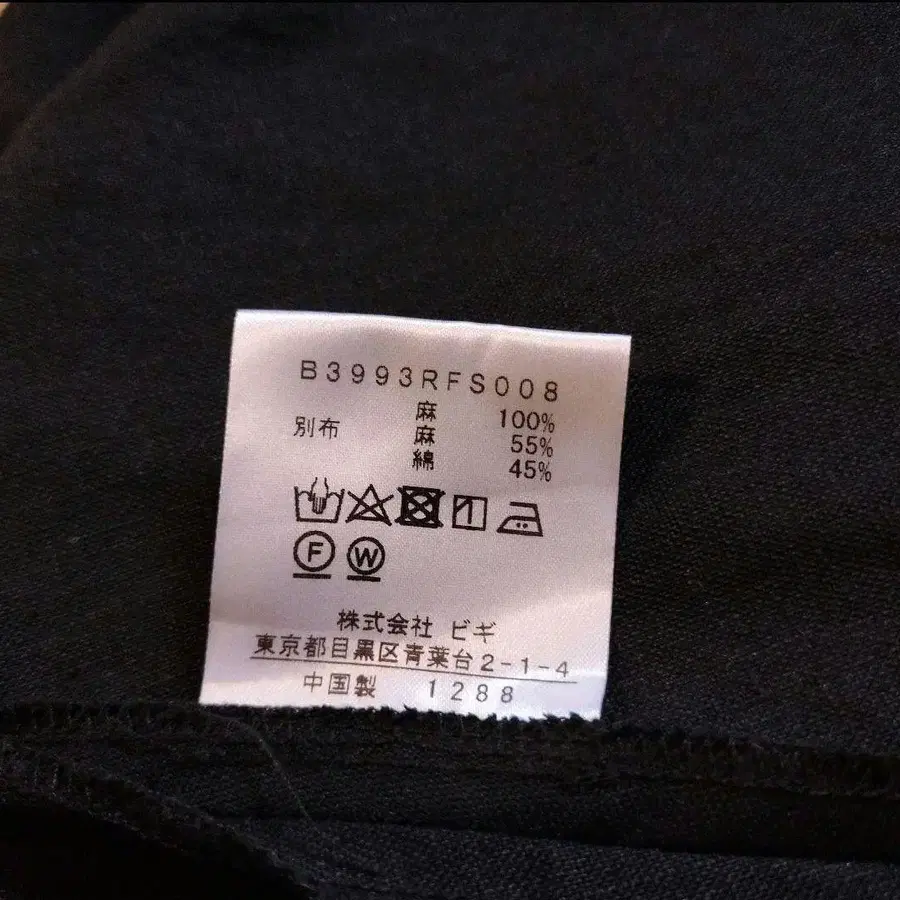 B3993RFS008
麻 100%
別布 麻 55%
綿 45%
F W
株式会社 ビギ
東京都目黒区青葉台2-1-4
中国製 1288